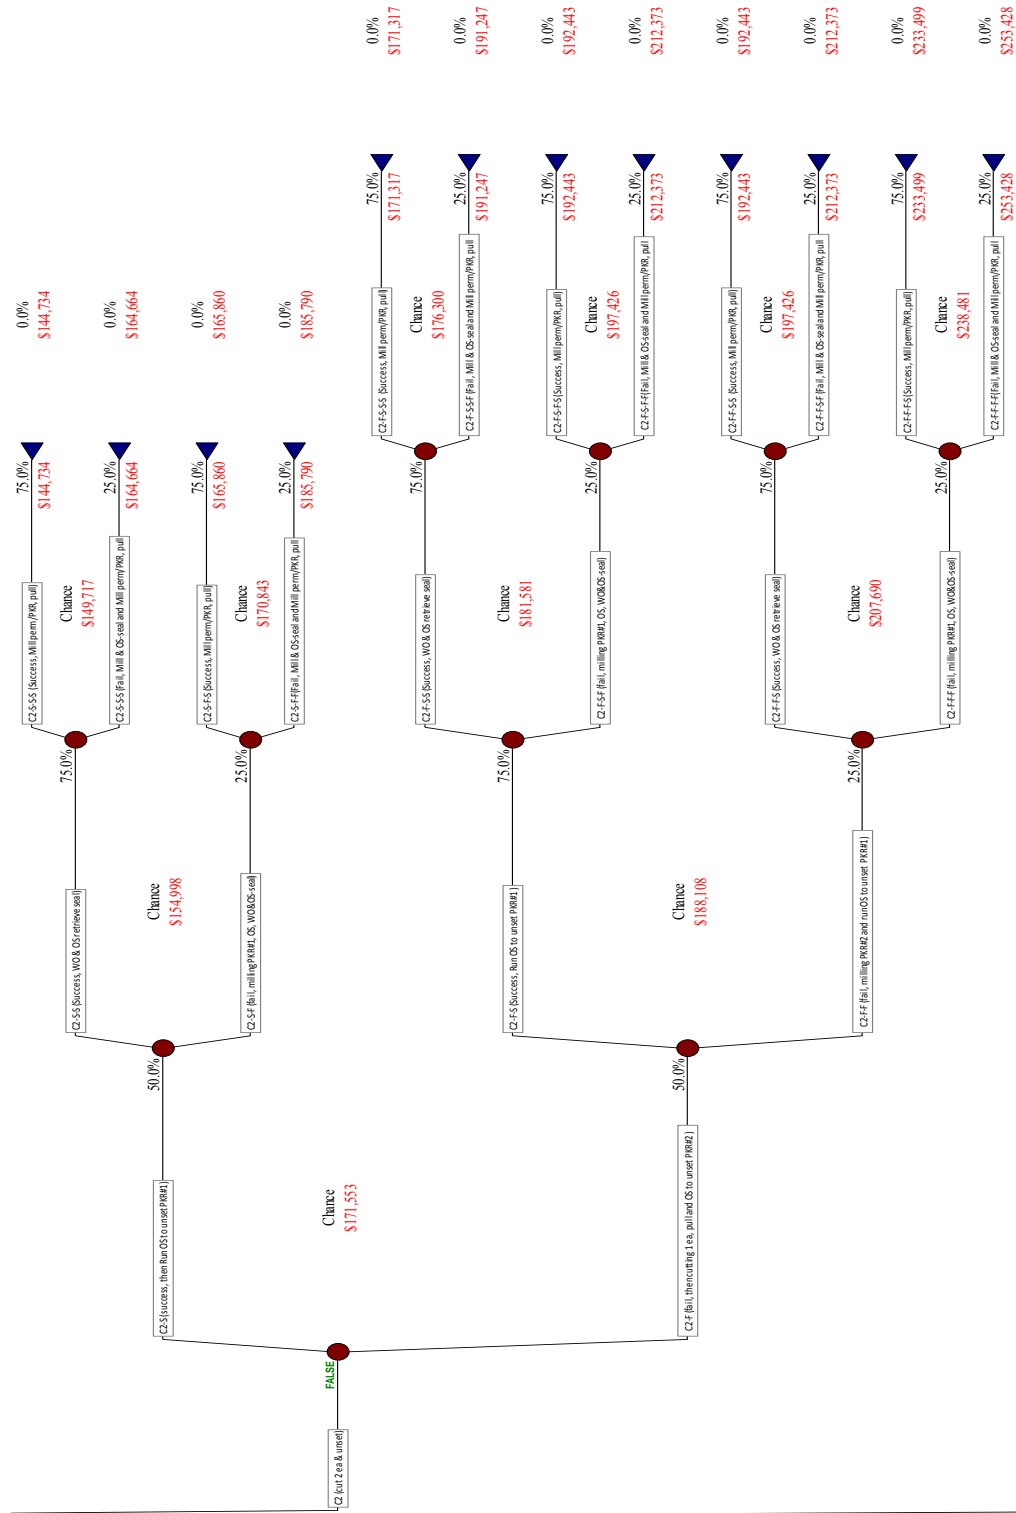 75.0%
0.0%
C2-S-S-S (Success, Mill perm/PKR, pull)
$144,734
$144,734
75.0%
Chance
C2-S-S (Success, WO & OS retrieve seal)
$149,717
25.0%
0.0%
C2-S-S-S (Fail, Mill & OS-seal and Mill perm/PKR, pull
$164,664
$164,664
50.0%
Chance
C2-S (success, then Run OS to unset PKR#1)
$154,998
75.0%
0.0%
C2-S-F-S (Success, Mill perm/PKR, pull)
$165,860
$165,860
25.0%
Chance
C2-S-F (fail, milling PKR#1, OS, WO&OS-seal)
$170,843
25.0%
0.0%
C2-S-F-F (Fail, Mill & OS-seal and Mill perm/PKR, pull
$185,790
$185,790
FALSE
Chance
C2 (cut 2 ea & unset)
$171,553
75.0%
0.0%
C2-F-S-S-S (Success, Mill perm/PKR, pull)
$171,317
$171,317
75.0%
Chance
C2-F-S-S (Success, WO & OS retrieve seal)
$176,300
25.0%
0.0%
C2-F-S-S-F (Fail, Mill & OS-seal and Mill perm/PKR, pull
$191,247
$191,247
75.0%
Chance
C2-F-S (Success, Run OS to unset PKR#1)
$181,581
75.0%
0.0%
C2-F-S-F-S (Success, Mill perm/PKR, pull)
$192,443
$192,443
25.0%
Chance
C2-F-S-F (fail, milling PKR#1, OS, WO&OS-seal)
$197,426
25.0%
0.0%
C2-F-S-F-F (Fail, Mill & OS-seal and Mill perm/PKR, pull
$212,373
$212,373
50.0%
Chance
C2-F (fail, then cutting 1 ea, pull and OS to unset PKR#2)
$188,108
75.0%
0.0%
C2-F-F-S-S (Success, Mill perm/PKR, pull)
$192,443
$192,443
75.0%
Chance
C2-F-F-S (Success, WO & OS retrieve seal)
$197,426
25.0%
0.0%
C2-F-F-S-F (Fail, Mill & OS-seal and Mill perm/PKR, pull
$212,373
$212,373
25.0%
Chance
C2-F-F (fail, milling PKR#2 and run OS to unset PKR#1)
$207,690
75.0%
0.0%
C2-F-F-F-S (Success, Mill perm/PKR, pull)
$233,499
$233,499
25.0%
Chance
C2-F-F-F (fail, milling PKR#1, OS, WO&OS-seal)
$238,481
25.0%
0.0%
C2-F-F-F-F (Fail, Mill & OS-seal and Mill perm/PKR, pull
$253,428
$253,428